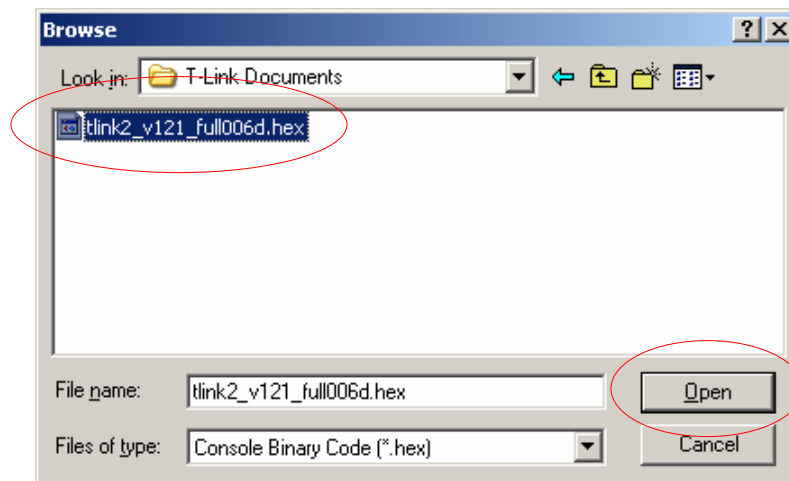 Browse
Look in: T-Link Documents
tlink2_v121_full006d.hex
File name: tlink2_v121_full006d.hex Open
Files of type: Console Binary Code (*.hex) Cancel